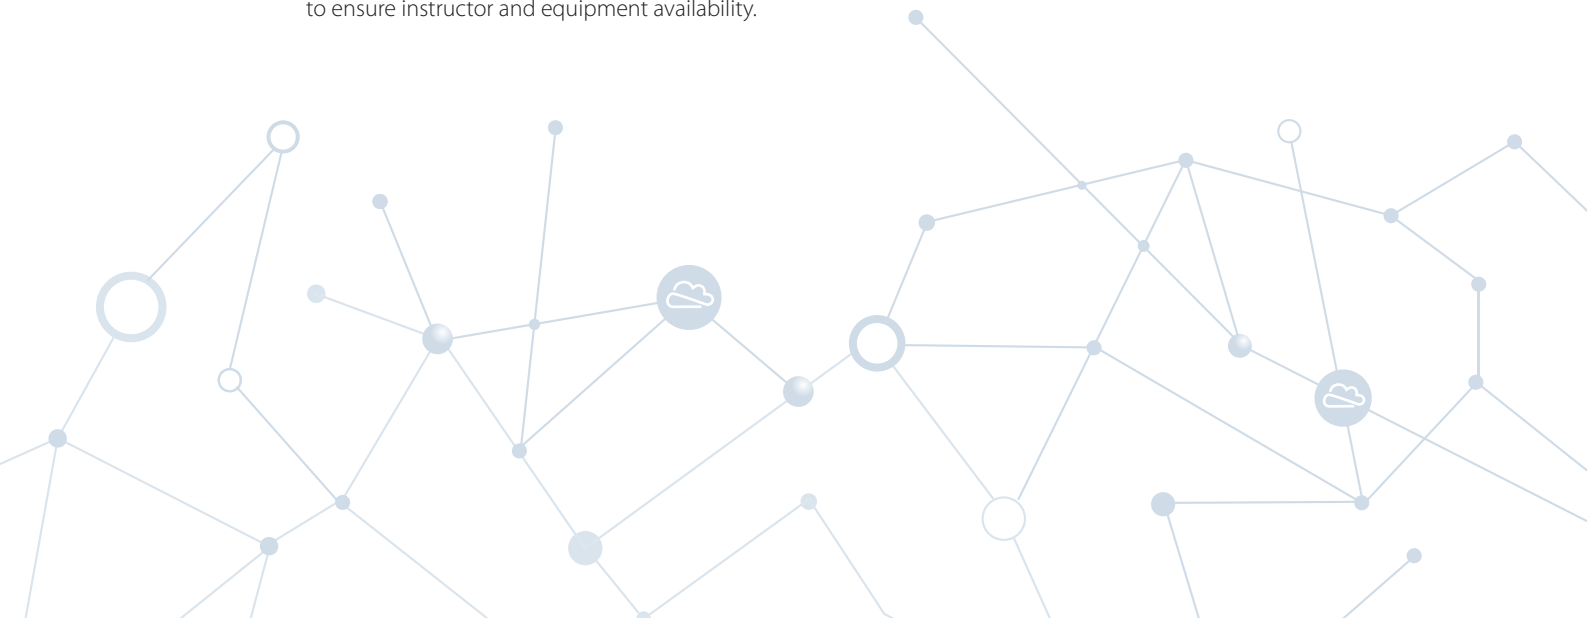 to ensure instructor and equipment availability.